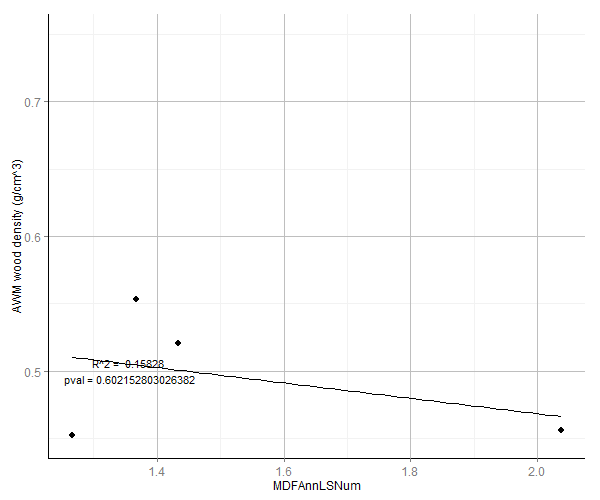 0.7
0.6
0.5
AWM wood density (g/cm^3)
R^2 = 0.15828
pval = 0.602152803026382
1.4 1.6 1.8 2.0
MDFAnnLSNum